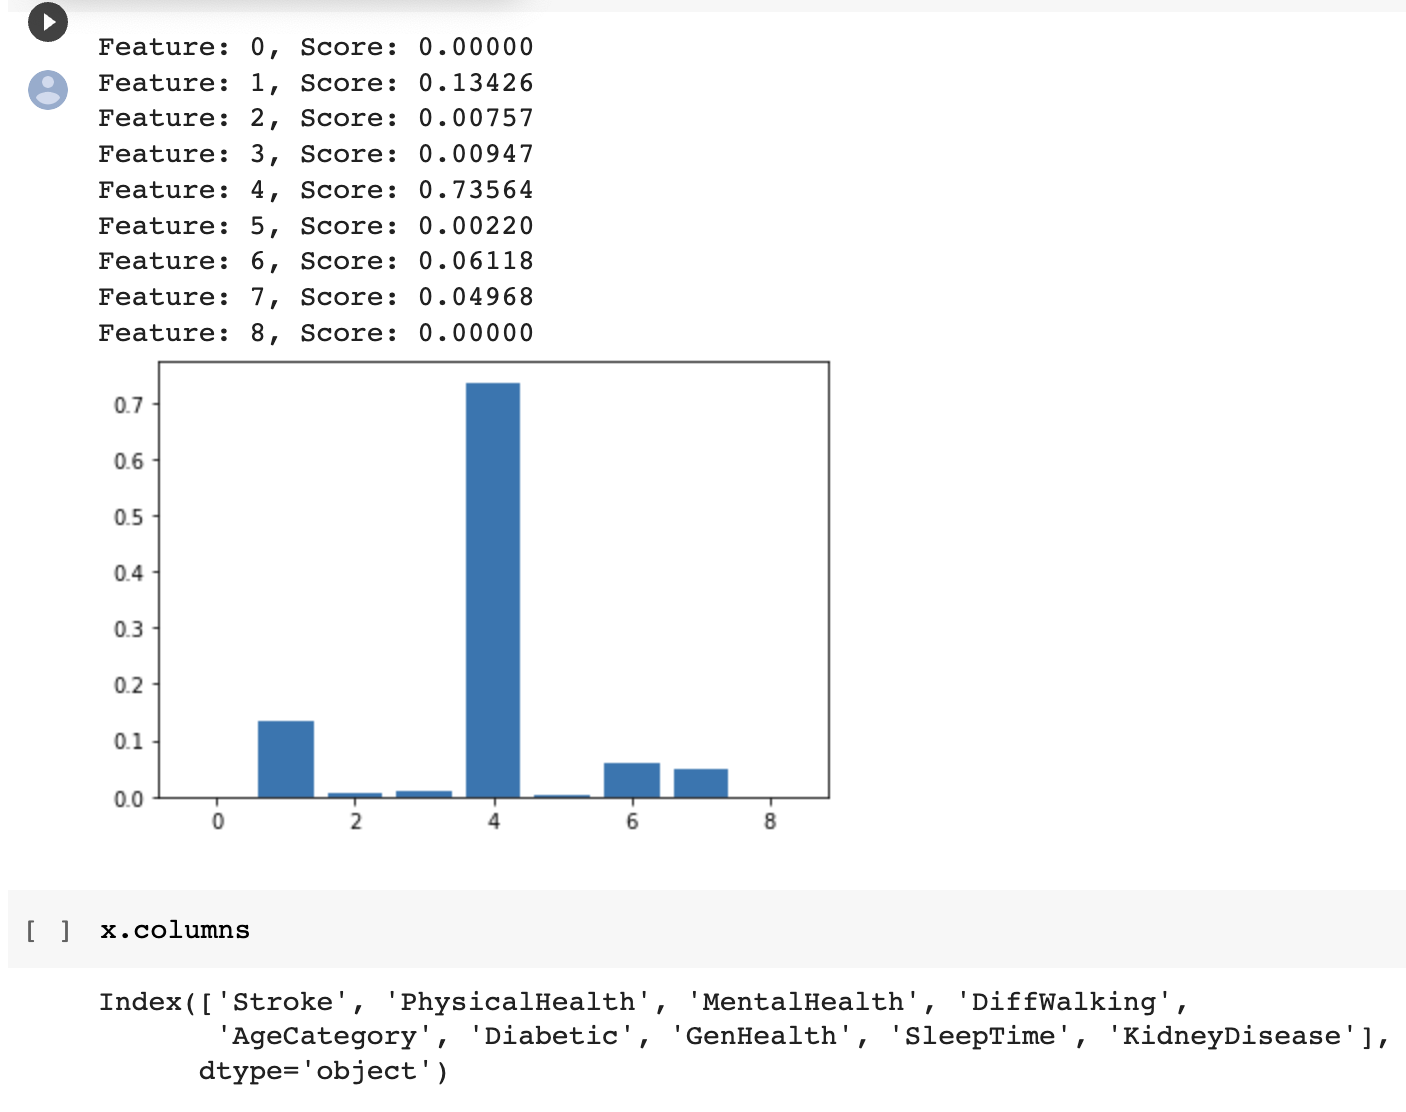 Feature: 0, Score: 0.00000
Feature: 1, Score: 0.13426
Feature: 2, Score: 0.00757
Feature: 3, Score: 0.00947
Feature: 4, Score: 0.73564
Feature: 5, Score: 0.00220
Feature: 6, Score: 0.06118
Feature: 7, Score: 0.04968
Feature: 8, Score: 0.00000
0.7
0.6
0.5
0.4
0.3
0.2
0.1
0.0
0 2 4 6 8
[ ] x.columns
Index(['Stroke', 'PhysicalHealth', 'MentalHealth', 'DiffWalking',
'AgeCategory', 'Diabetic', 'GenHealth', 'SleepTime', 'KidneyDisease'],
dtype='object')